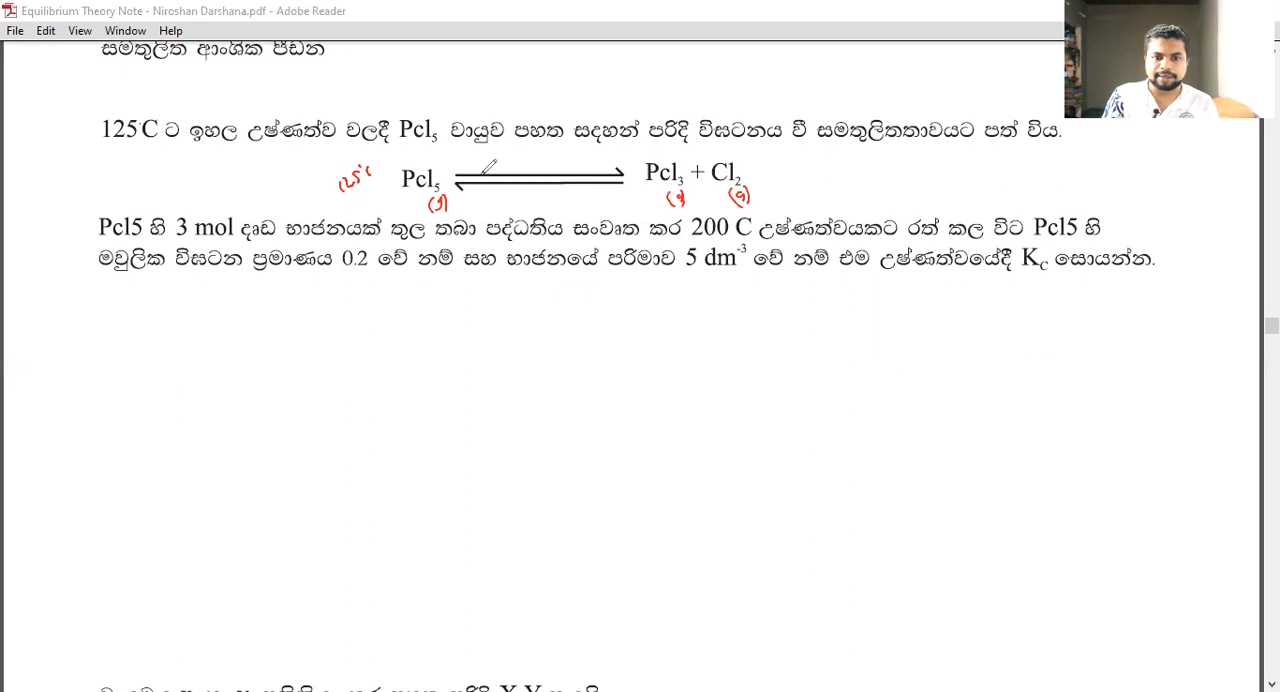 Equilibrium Theory Note - Niroshan Darshana.pdf - Adobe Reader
File Edit View Window Help
සමතුලිත ආංශික පීඩන
125°C ට ඉහල උෂ්ණත්ව වලදී Pcl5 වායුව පහත සදහන් පරිදි විඝටනය වී සමතුලිතතාවයට පත් විය.
125°C Pcl5 ⇌ Pcl3 + Cl2
(g) (g) (g)
Pcl5 හි 3 mol දෘඩ භාජනයක් තුල තබා පද්ධතිය සංවෘත කර 200 C උෂ්ණත්වයකට රත් කල විට Pcl5 හි
මවුලික විඝටන ප්‍රමාණය 0.2 වේ නම් සහ භාජනයේ පරිමාව 5 dm-3 වේ නම් එම උෂ්ණත්වයේදී KC සොයන්න.